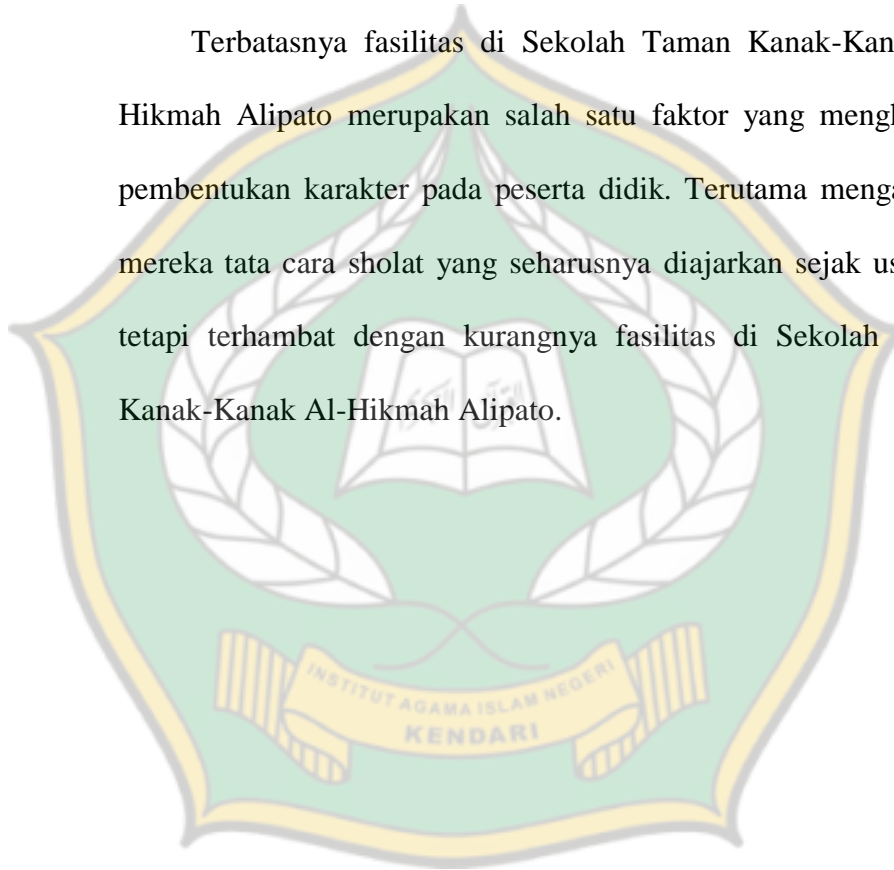 Terbatasnya fasilitas di Sekolah Taman Kanak-Kan
Hikmah Alipato merupakan salah satu faktor yang
pembentukan karakter pada peserta didik. Terutama
mereka tata cara sholat yang seharusnya diajarkan sejak
tetapi terhambat dengan kurangnya fasilitas di Sekolah
Kanak-Kanak Al-Hikmah Alipato.
INSTITUT AGAMA ISLAM NEGERI
KENDARI